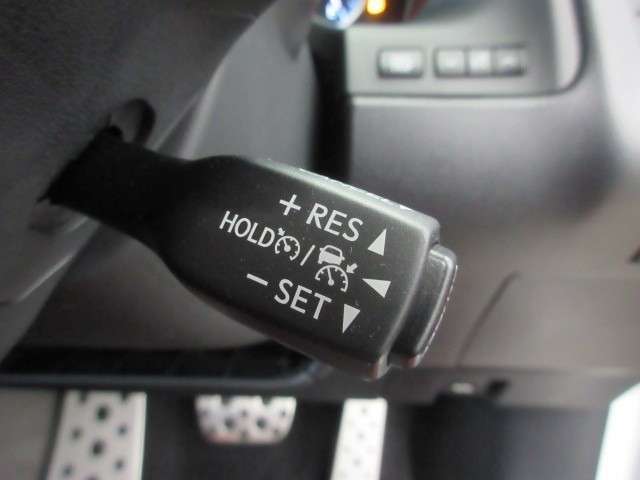 + RES
HOLD /
- SET